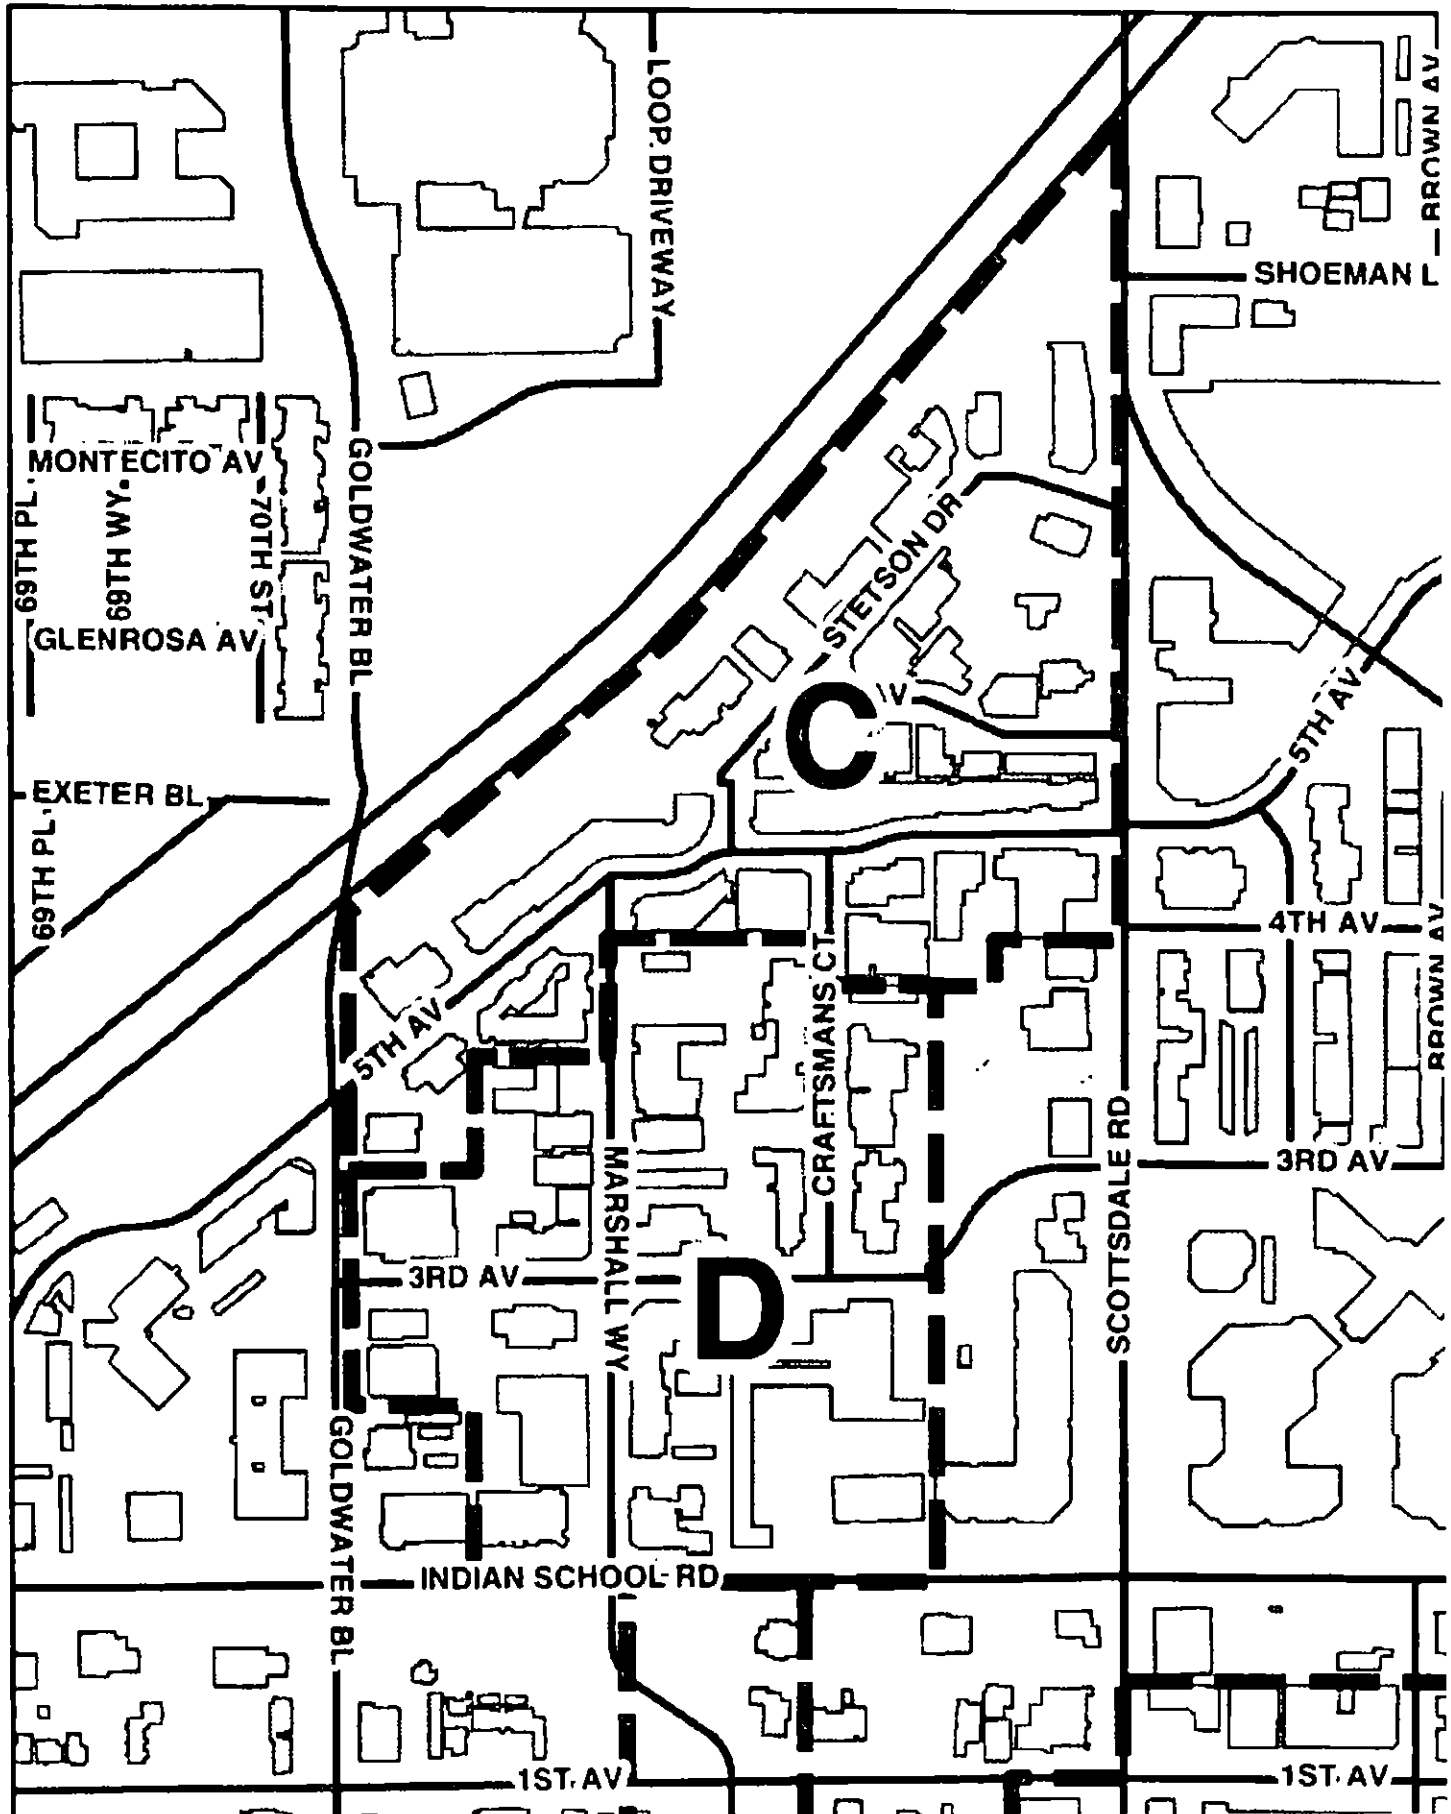 LOOP DRIVEWAY
BROWN AV
SHOEMAN L
MONTECITO AV
69TH PL.
69TH WY.
70TH ST
GOLDWATER BL
GLENROSA AV
STETSON DR
C
V
5TH AV
EXETER BL
69TH PL.
4TH AV
BROWN AV
CRAFTSMANS CT
5TH AV
MARSHALL WY
SCOTTSDALE RD
3RD AV
3RD AV
D
GOLDWATER BL
INDIAN SCHOOL RD
1ST AV
1ST AV